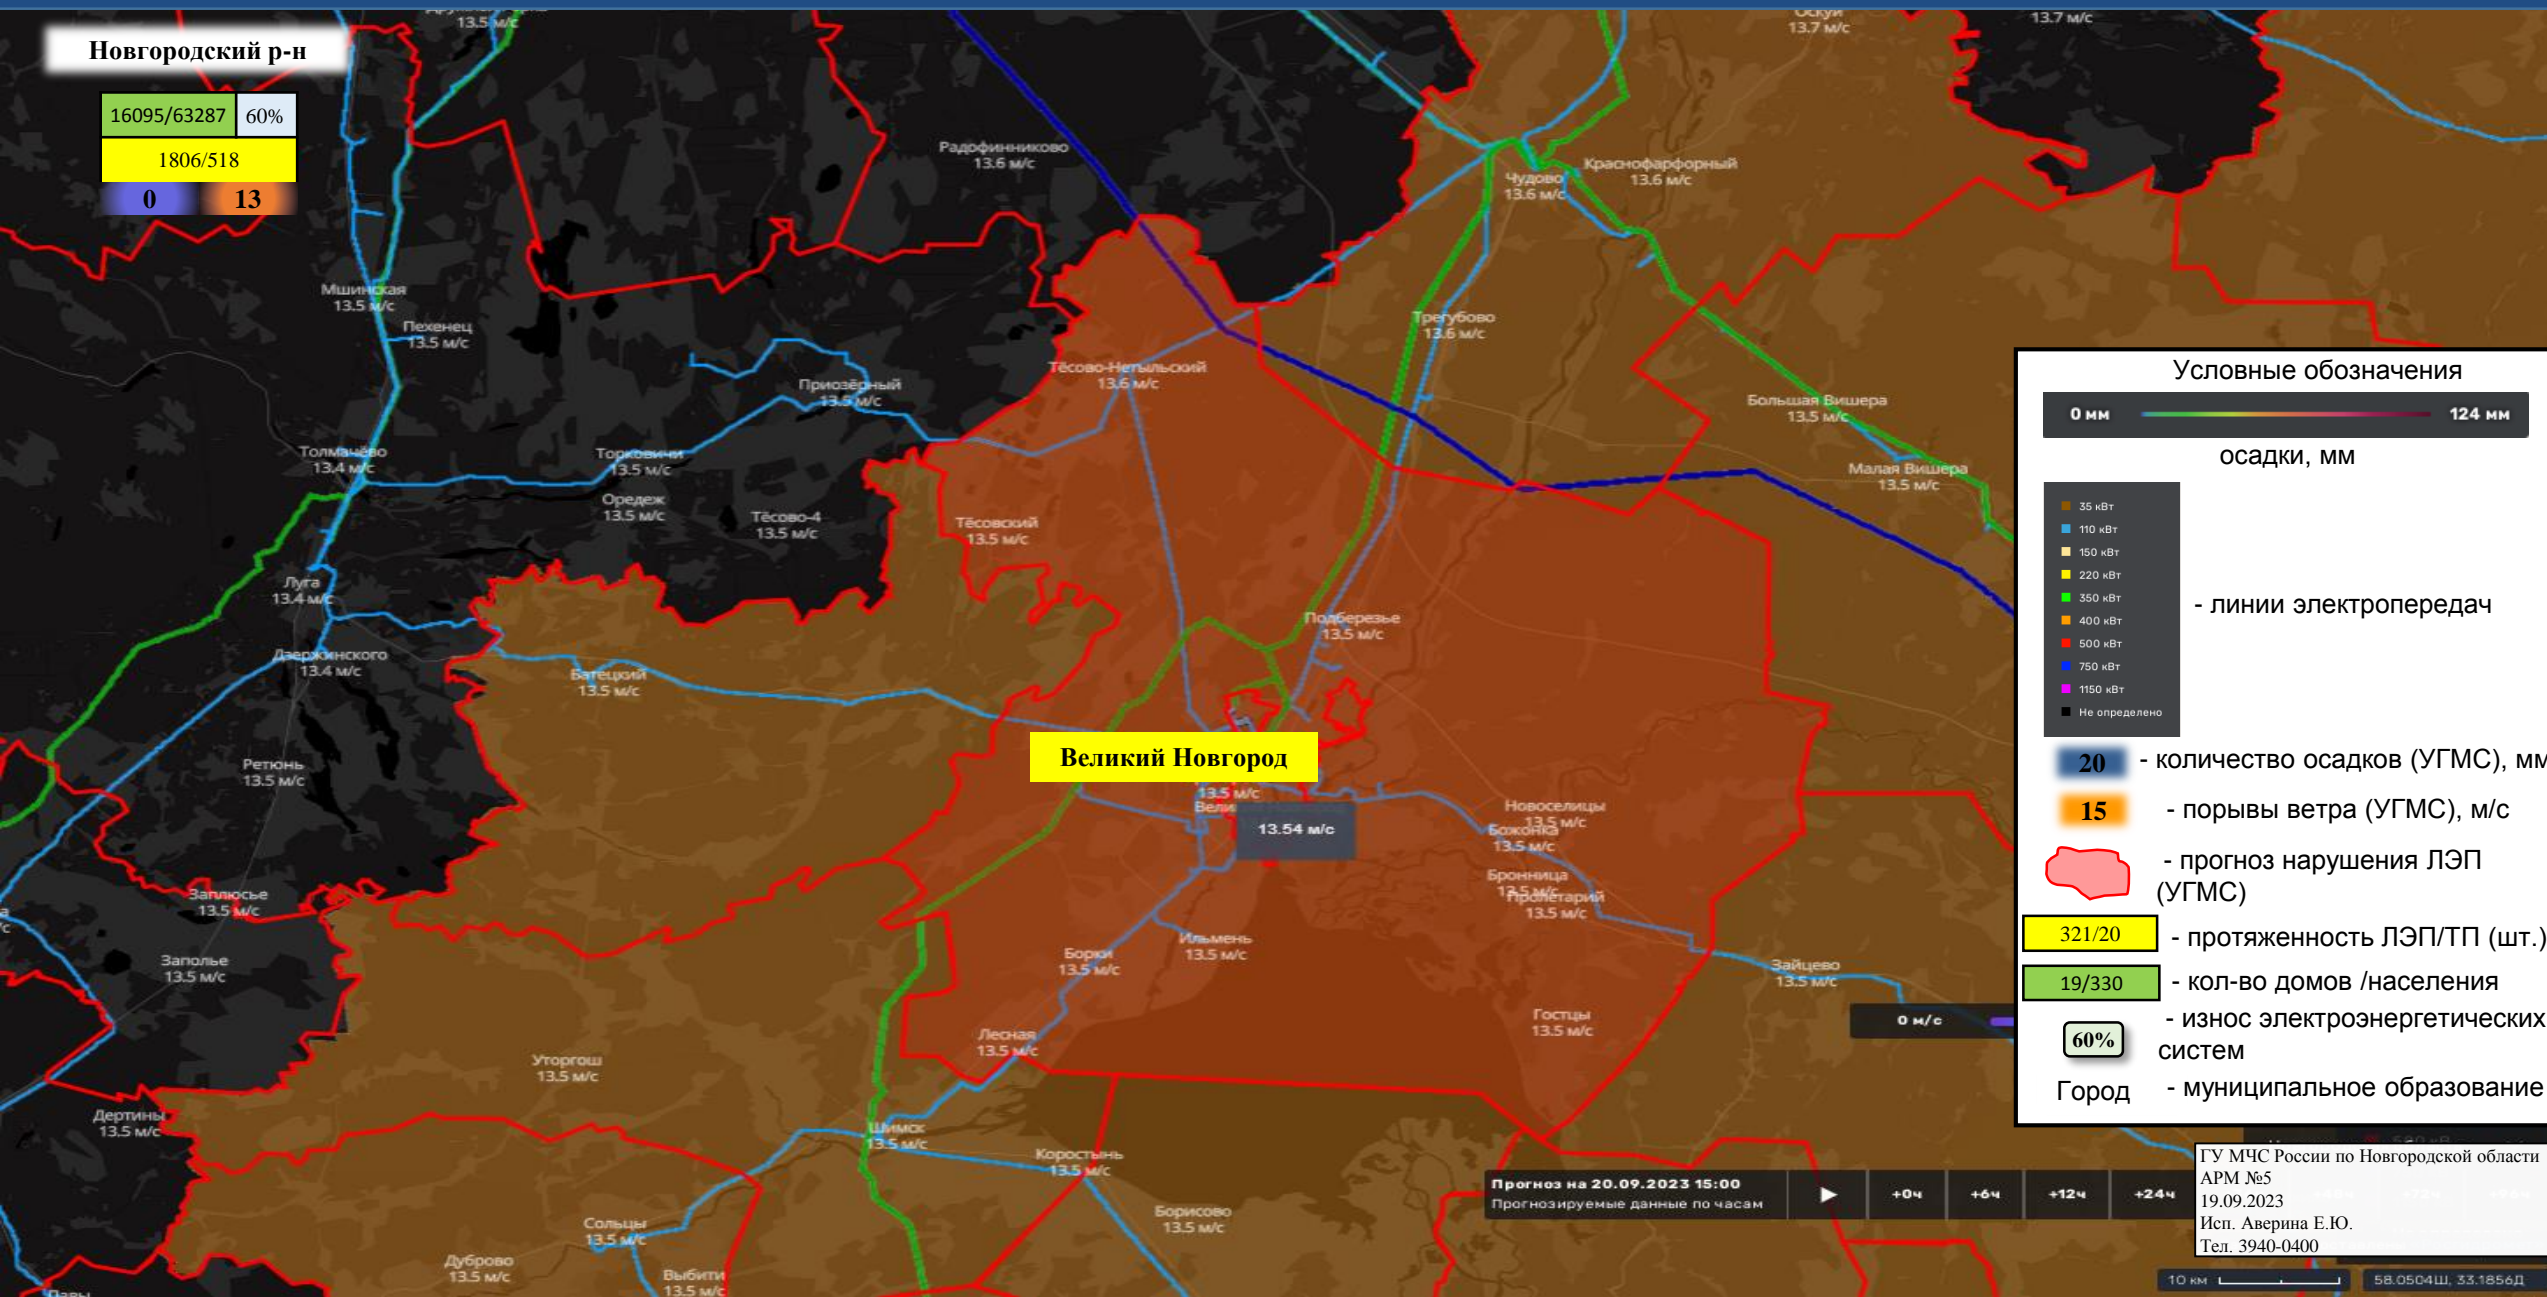 Новгородский р-н
16095/63287 60%
1806/518
0 13
13.5 м/с
Оскуй
13.7 м/с
13.7 м/с
Радофинниково
13.6 м/с
Краснофарфорный
13.6 м/с
Чудово
13.6 м/с
Мшинская
13.5 м/с
Пехенец
13.5 м/с
Трегубово
13.6 м/с
Тёсово-Нетыльский
13.6 м/с
Приозёрный
13.5 м/с
Большая Вишера
13.5 м/с
Толмачёво
13.4 м/с
Торковичи
13.5 м/с
Малая Вишера
13.5 м/с
Оредеж
13.5 м/с
Тёсово-4
13.5 м/с
Тёсовский
13.5 м/с
Луга
13.4 м/с
Подберезье
13.5 м/с
Дзержинского
13.4 м/с
Батецкий
13.5 м/с
Великий Новгород
13.5 м/с
13.54 м/с
Ретюнь
13.5 м/с
Новоселицы
13.5 м/с
Божонка
13.5 м/с
Бронница
13.5 м/с
Пролетарий
13.5 м/с
Заплюсье
13.5 м/с
Ильмень
13.5 м/с
Борки
13.5 м/с
Заполье
13.5 м/с
Зайцево
13.5 м/с
Гостцы
13.5 м/с
0 м/с
Лесная
13.5 м/с
Уторгош
13.5 м/с
Дертины
13.5 м/с
Шимск
13.5 м/с
Коростынь
13.5 м/с
Борисово
13.5 м/с
Сольцы
13.5 м/с
Дуброво
13.5 м/с
Выбити
13.5 м/с
Условные обозначения
0 мм 124 мм
осадки, мм
35 кВт
110 кВт
150 кВт
220 кВт
350 кВт
400 кВт
500 кВт
750 кВт
1150 кВт
Не определено
- линии электропередач
20 - количество осадков (УГМС), мм
15 - порывы ветра (УГМС), м/с
- прогноз нарушения ЛЭП
(УГМС)
321/20 - протяженность ЛЭП/ТП (шт.)
19/330 - кол-во домов /населения
60% - износ электроэнергетических
систем
Город - муниципальное образование
Прогноз на 20.09.2023 15:00
Прогнозируемые данные по часам
+0ч +6ч +12ч +24ч
ГУ МЧС России по Новгородской области
АРМ №5
19.09.2023
Исп. Аверина Е.Ю.
Тел. 3940-0400
10 км 58.0504Ш, 33.1856Д